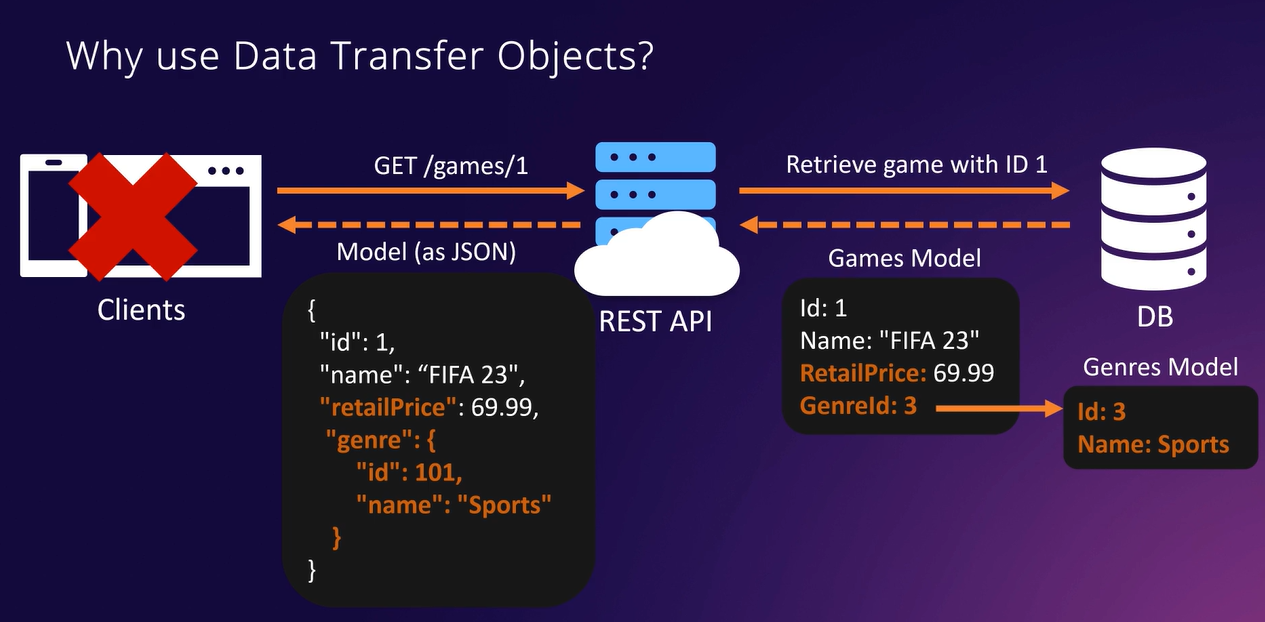 Why use Data Transfer Objects?
GET /games/1
Retrieve game with ID 1
Model (as JSON)
Games Model
Clients
REST API
DB
{
"id": 1,
"name": “FIFA 23",
"retailPrice": 69.99,
"genre": {
"id": 101,
"name": "Sports"
}
}
Id: 1
Name: "FIFA 23"
RetailPrice: 69.99
GenreId: 3
Genres Model
Id: 3
Name: Sports